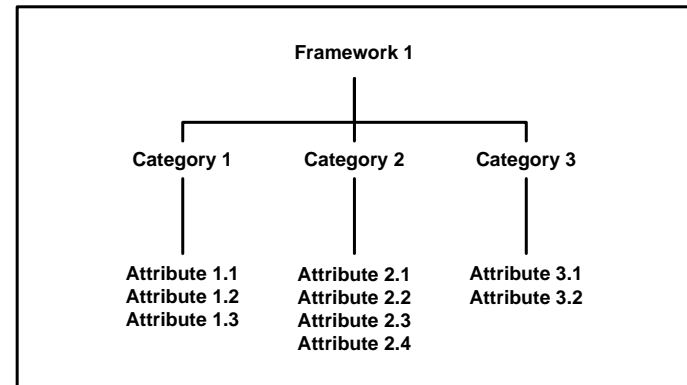 Framework 1
Category 1 Category 2 Category 3
Attribute 1.1 Attribute 2.1 Attribute 3.1
Attribute 1.2 Attribute 2.2 Attribute 3.2
Attribute 1.3 Attribute 2.3
Attribute 2.4